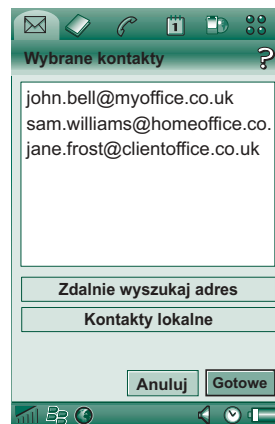 1
Wybrane kontakty ?
john.bell@myoffice.co.uk
sam.williams@homeoffice.co.
jane.frost@clientoffice.co.uk
Zdalnie wyszukaj adres
Kontakty lokalne
Anuluj Gotowe